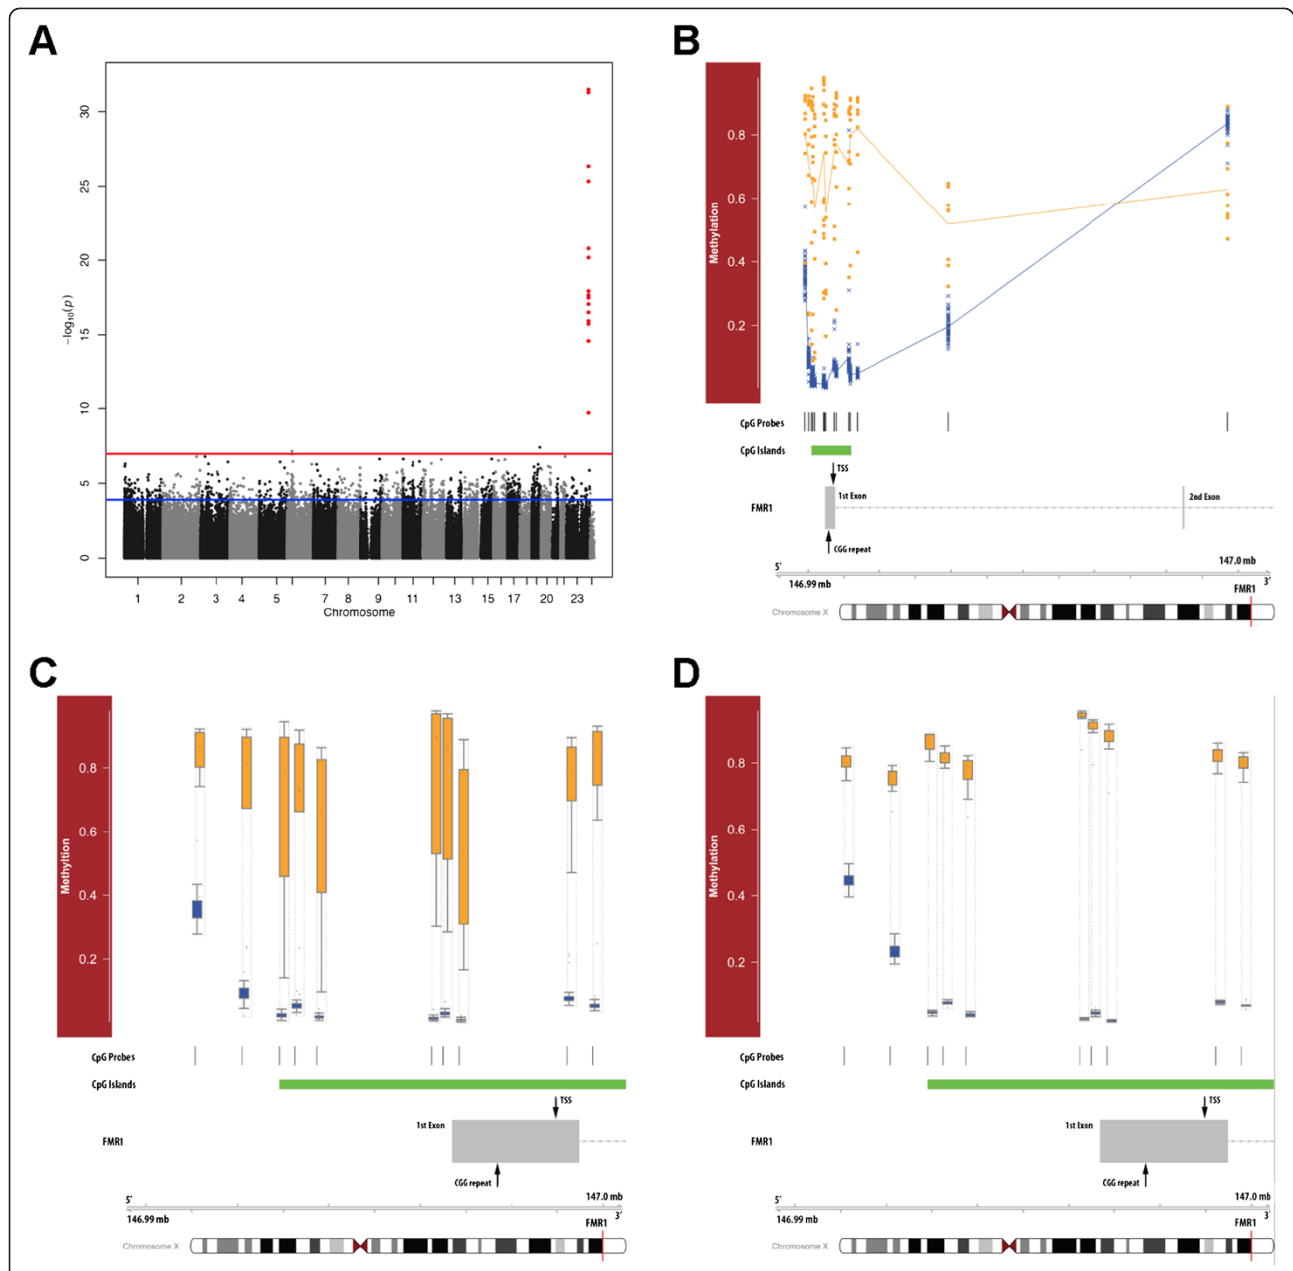 A
30
25
20
15
10
5
0
−log10(p)
1 2 3 4 5 7 8 9 11 13 15 17 20 23
Chromosome
B
0.8
0.6
0.4
0.2
Methylation
CpG Probes
CpG Islands
TSS
1st Exon
2nd Exon
FMR1
CGG repeat
5′
147.0 mb
146.99 mb
3′
FMR1
Chromosome X
C
0.8
0.6
0.4
0.2
Methyltion
CpG Probes
CpG Islands
TSS
1st Exon
FMR1
CGG repeat
5′
147.0 mb
146.99 mb
3′
FMR1
Chromosome X
D
0.8
0.6
0.4
0.2
Methylation
CpG Probes
CpG Islands
TSS
1st Exon
FMR1
CGG repeat
5′
147.0 mb
146.99 mb
3′
FMR1
Chromosome X